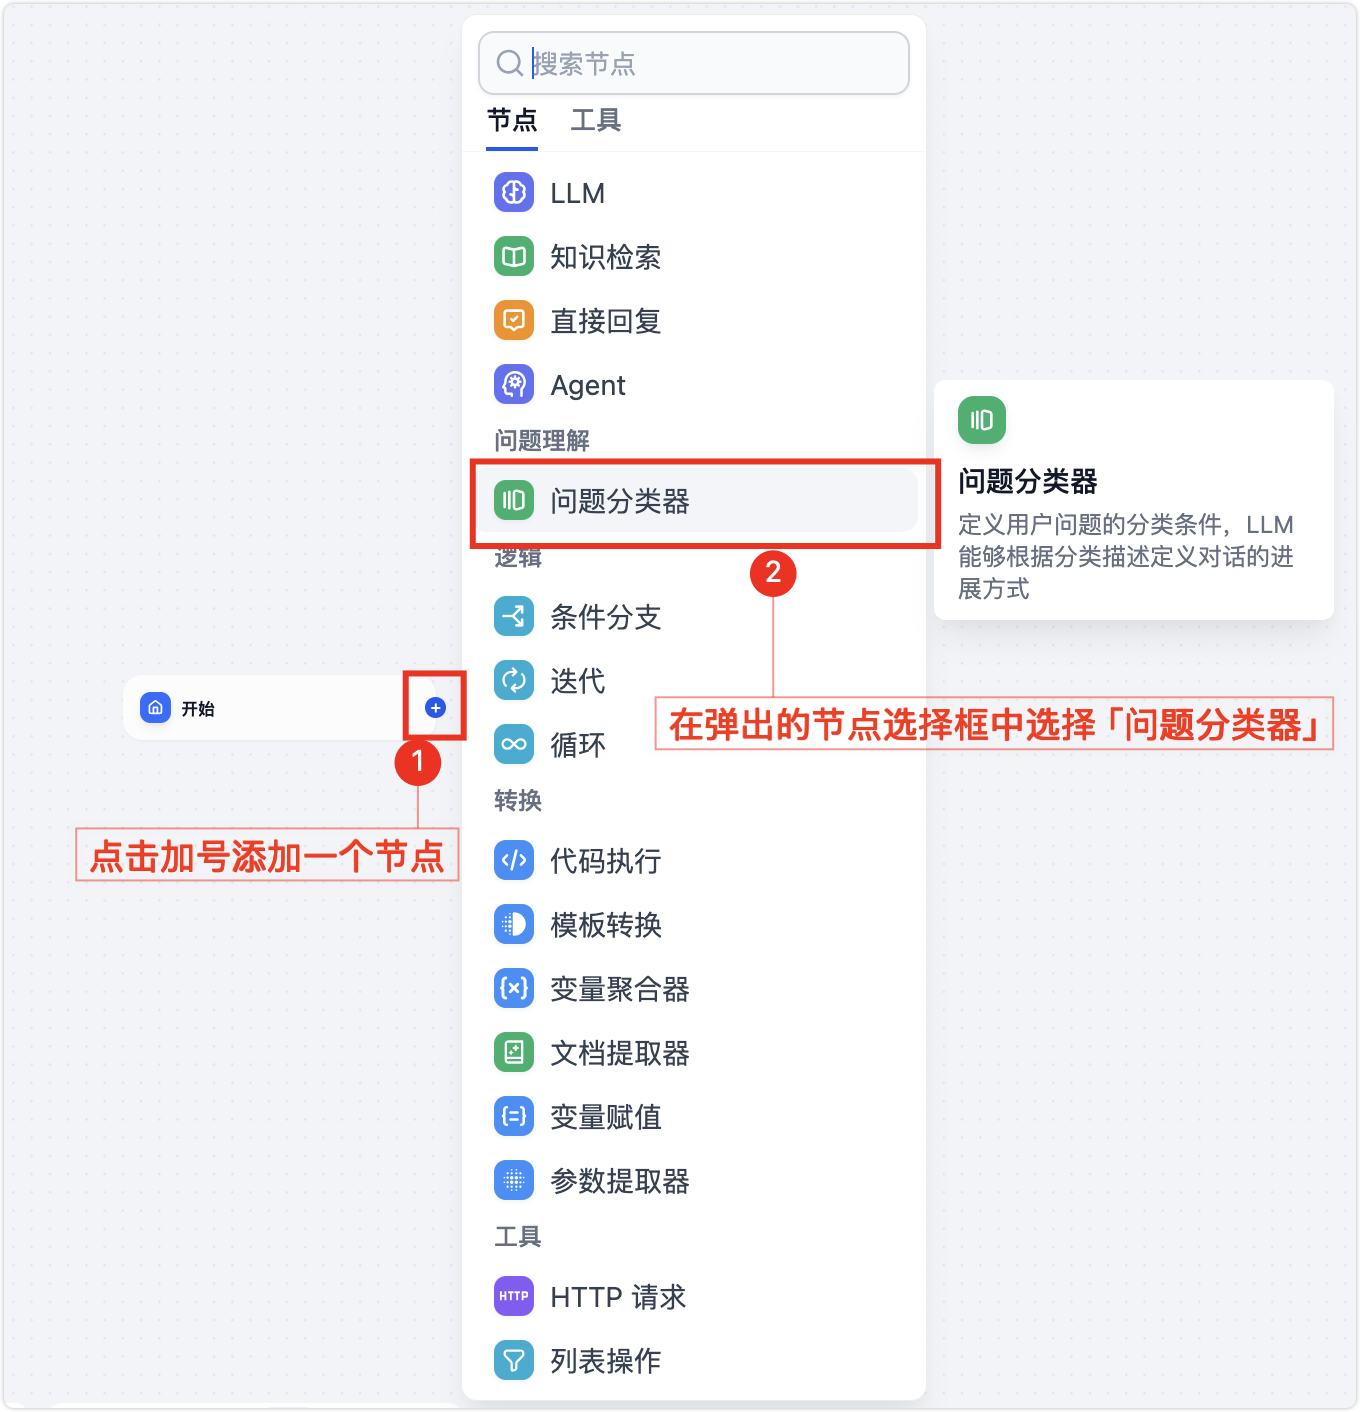 搜索节点
节点 工具
LLM
知识检索
直接回复
Agent
问题理解
问题分类器
问题分类器
定义用户问题的分类条件，LLM
能够根据分类描述定义对话的进
展方式
逻辑
2
条件分支
迭代
开始
在弹出的节点选择框中选择「问题分类器」
循环
1
转换
点击加号添加一个节点
代码执行
模板转换
变量聚合器
文档提取器
变量赋值
参数提取器
工具
HTTP HTTP 请求
列表操作